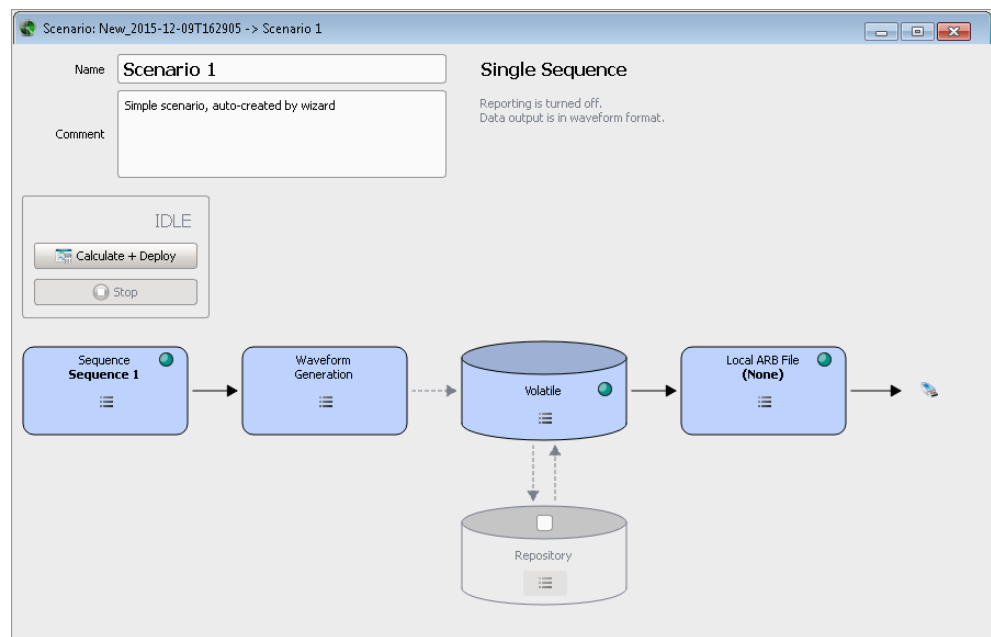 Scenario: New_2015-12-09T162905 -> Scenario 1
Name
Scenario 1
Single Sequence
Comment
Simple scenario, auto-created by wizard
Reporting is turned off.
Data output is in waveform format.
IDLE
Calculate + Deploy
Stop
Sequence
Sequence 1
Waveform
Generation
Volatile
Local ARB File
(None)
Repository